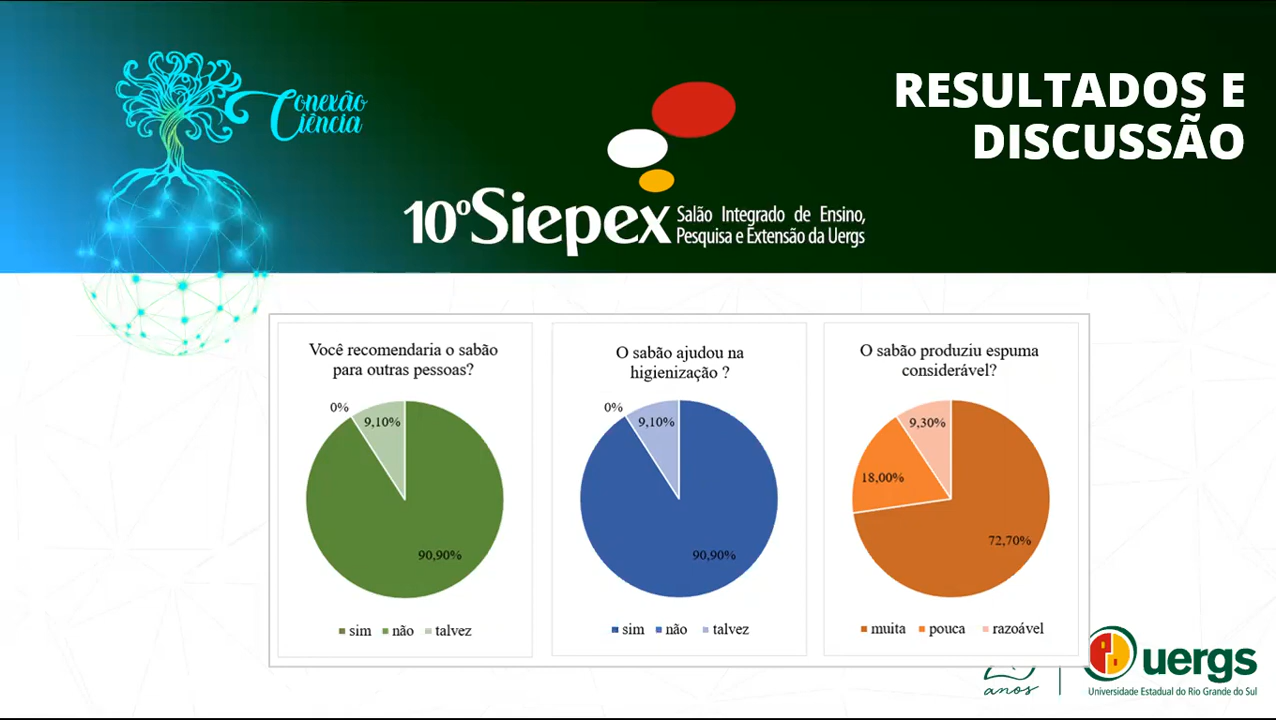 Conexão
Ciência
RESULTADOS E
DISCUSSÃO
10º Siepex
Salão Integrado de Ensino,
Pesquisa e Extensão da Uergs
Você recomendaria o sabão
para outras pessoas?
0%
9,10%
90,90%
sim não talvez
O sabão ajudou na
higienização ?
0%
9,10%
90,90%
sim não talvez
O sabão produziu espuma
considerável?
9,30%
18,00%
72,70%
muita pouca razoável
anos
uergs
Universidade Estadual do Rio Grande do Sul